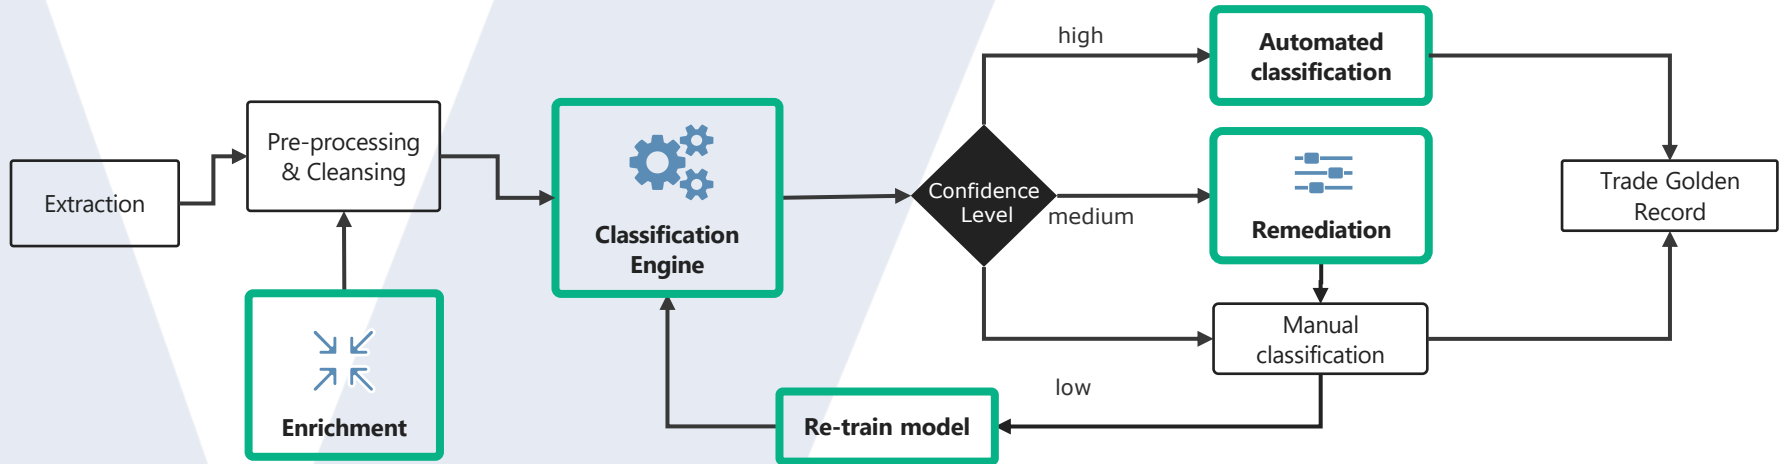 Extraction
Pre-processing
& Cleansing
Enrichment
Classification
Engine
Confidence
Level
high
medium
low
Automated
classification
Remediation
Manual
classification
Re-train model
Trade Golden
Record